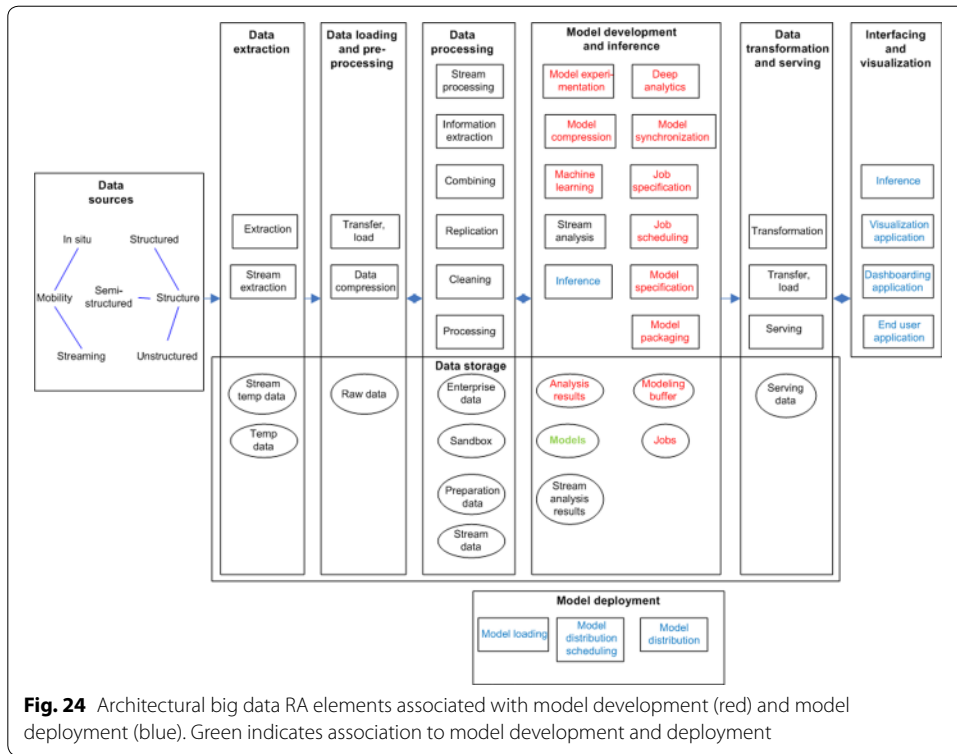 Data
extraction
Data loading
and pre-
processing
Data
processing
Model development
and inference
Data
transformation
and serving
Interfacing
and
visualization
Data
sources
In situ
Structured
Mobility
Semi-
structured
Structure
Streaming
Unstructured
Extraction
Stream
extraction
Transfer,
load
Data
compression
Stream
processing
Information
extraction
Combining
Replication
Cleaning
Processing
Model experi-
mentation
Deep
analytics
Model
compression
Model
synchronization
Machine
learning
Job
specification
Stream
analysis
Job
scheduling
Inference
Model
specification
Model
packaging
Transformation
Transfer,
load
Serving
Inference
Visualization
application
Dashboarding
application
End user
application
Data storage
Stream
temp data
Temp
data
Raw data
Enterprise
data
Sandbox
Preparation
data
Stream
data
Analysis
results
Modeling
buffer
Models
Jobs
Stream
analysis
results
Serving
data
Model deployment
Model loading
Model
distribution
scheduling
Model
distribution
Fig. 24 Architectural big data RA elements associated with model development (red) and model
deployment (blue). Green indicates association to model development and deployment